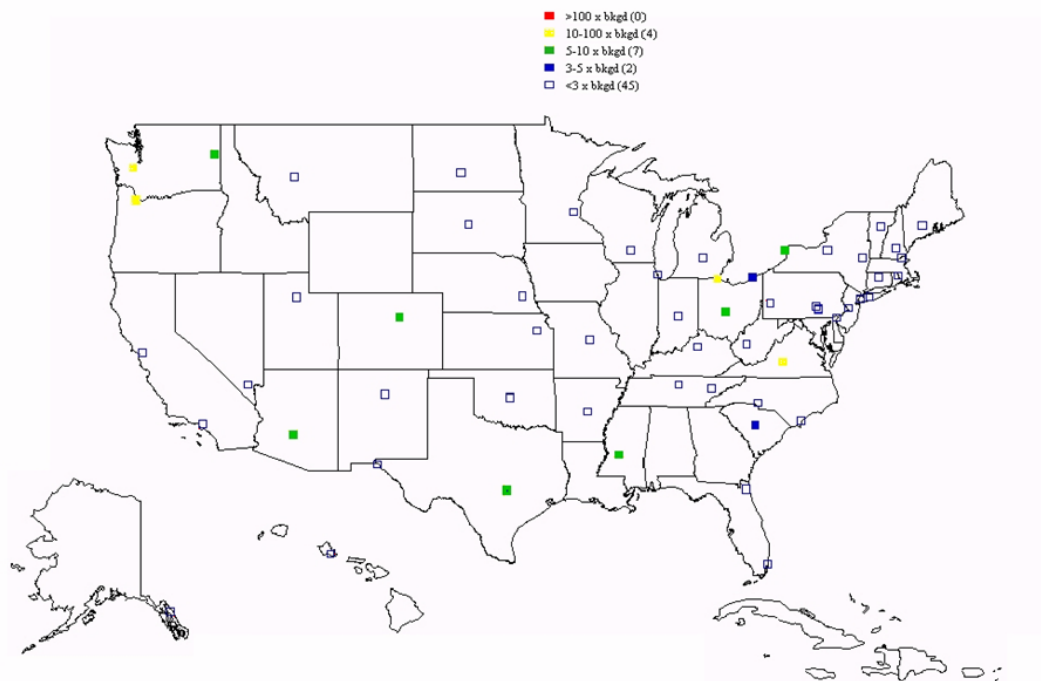 >100 x bkgd (0)
10-100 x bkgd (4)
5-10 x bkgd (7)
3-5 x bkgd (2)
<3 x bkgd (45)